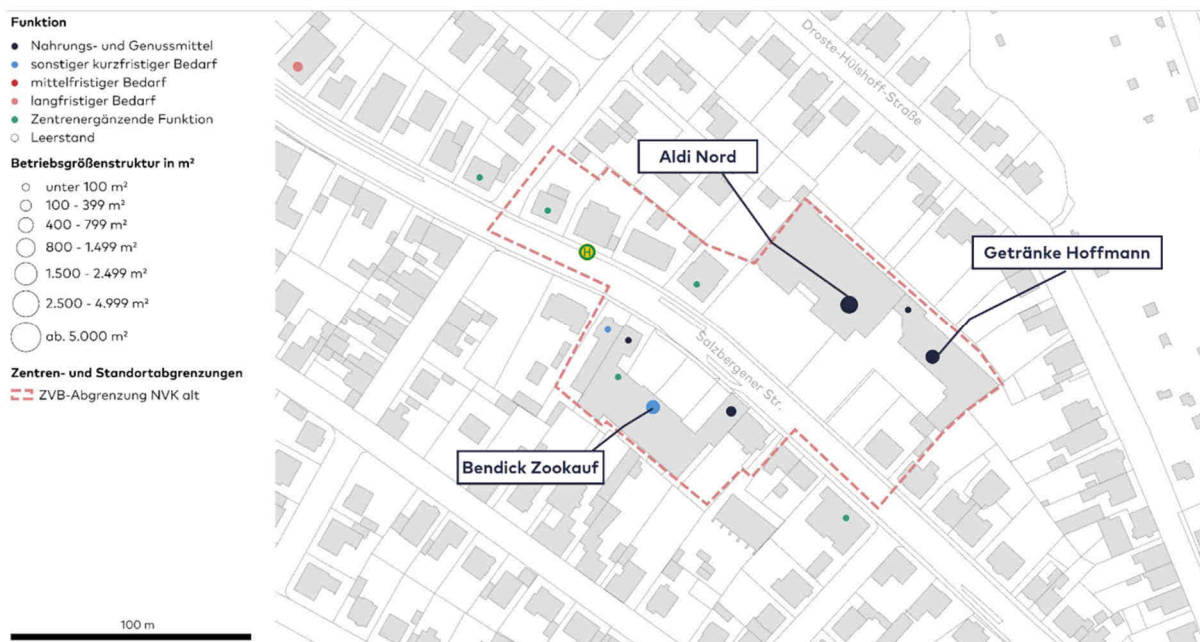 Funktion
Nahrungs- und Genussmittel
sonstiger kurzfristiger Bedarf
mittelfristiger Bedarf
langfristiger Bedarf
Zentrenergänzende Funktion
Leerstand
Betriebsgrößenstruktur in m²
unter 100 m²
100 - 399 m²
400 - 799 m²
800 - 1.499 m²
1.500 - 2.499 m²
2.500 - 4.999 m²
ab. 5.000 m²
Zentren- und Standortabgrenzungen
ZVB-Abgrenzung NVK alt
100 m
Droste-Hülshoff-Straße
Aldi Nord
Getränke Hoffmann
H
Salzbergener Str.
Bendick Zookauf